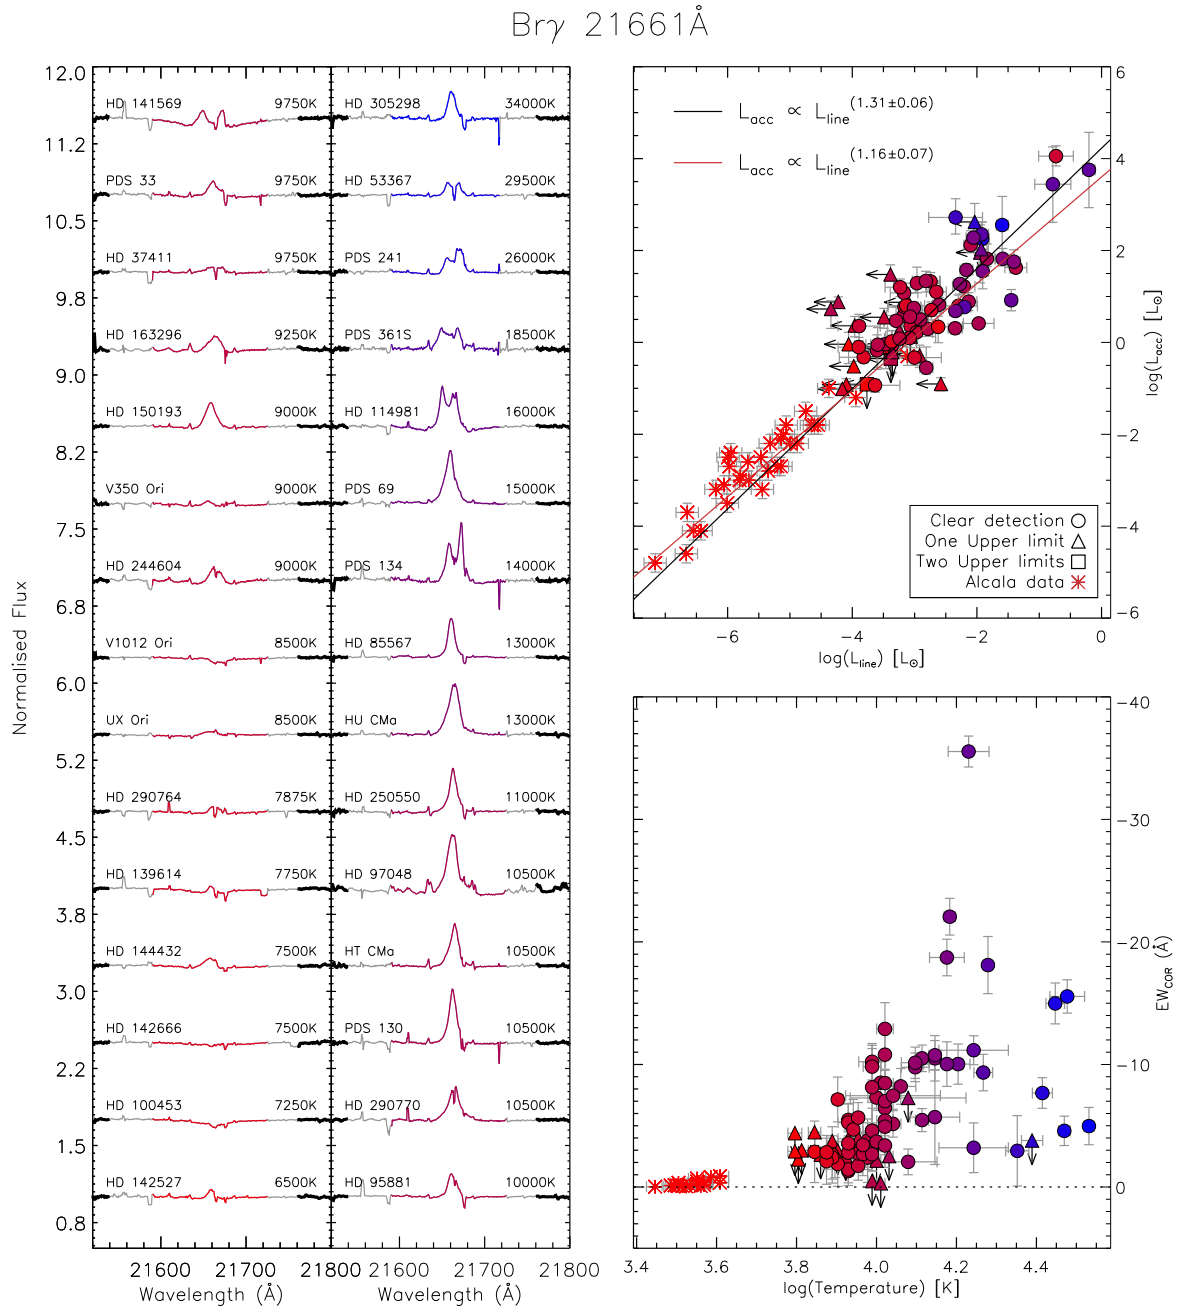 Brγ 21661Å
Normalised Flux
12.0
11.2
10.5
9.8
9.0
8.2
7.5
6.8
6.0
5.2
4.5
3.8
3.0
2.2
1.5
0.8
HD 141569 9750K
PDS 33 9750K
HD 37411 9750K
HD 163296 9250K
HD 150193 9000K
V350 Ori 9000K
HD 244604 9000K
V1012 Ori 8500K
UX Ori 8500K
HD 290764 7875K
HD 139614 7750K
HD 144432 7500K
HD 142666 7500K
HD 100453 7250K
HD 142527 6500K
21600 21700 21800
Wavelength (Å)
HD 305298 34000K
HD 53367 29500K
PDS 241 26000K
PDS 361S 18500K
HD 114981 16000K
PDS 69 15000K
PDS 134 14000K
HD 85567 13000K
HU CMa 13000K
HD 250550 11000K
HD 97048 10500K
HT CMa 10500K
PDS 130 10500K
HD 290770 10500K
HD 95881 10000K
21600 21700 21800
Wavelength (Å)
L_acc ∝ L_line^(1.31±0.06)
L_acc ∝ L_line^(1.16±0.07)
6
4
2
0
−2
−4
−6
log(L_acc) [L_⊙]
Clear detection
One Upper limit
Two Upper limits
Alcala data
−6 −4 −2 0
log(L_line) [L_⊙]
−40
−30
−20
−10
0
EW_COR (Å)
3.4 3.6 3.8 4.0 4.2 4.4
log(Temperature) [K]